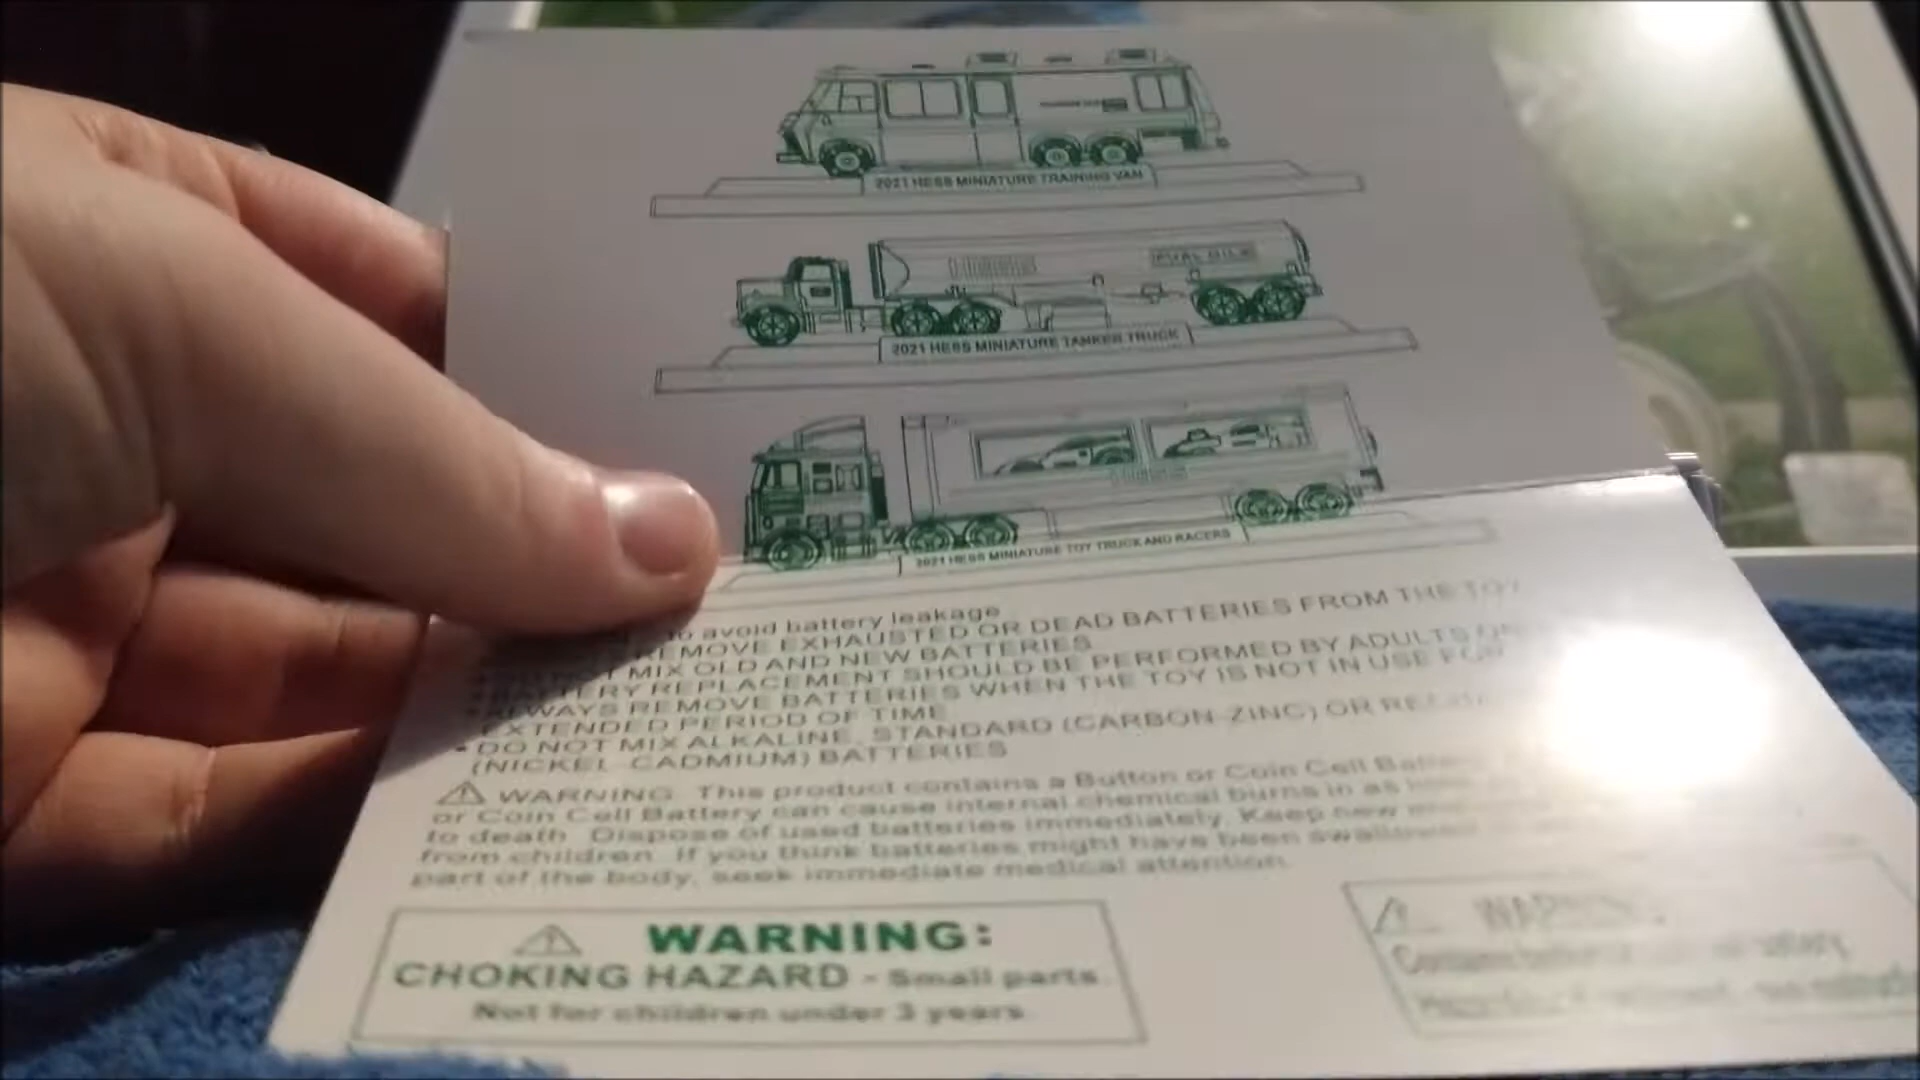 2021 HESS MINIATURE TRAINING VAN
FUEL OILS
2021 HESS MINIATURE TANKER TRUCK
2021 HESS MINIATURE TOY TRUCK AND RACERS
to avoid battery leakage
REMOVE EXHAUSTED OR DEAD BATTERIES FROM THE TOY
MIX OLD AND NEW BATTERIES
BATTERY REPLACEMENT SHOULD BE PERFORMED BY ADULTS
ALWAYS REMOVE BATTERIES WHEN THE TOY IS NOT IN USE FOR
EXTENDED PERIOD OF TIME
• DO NOT MIX ALKALINE, STANDARD (CARBON-ZINC) OR
(NICKEL-CADMIUM) BATTERIES
WARNING: This product contains a Button or Coin Cell
or Coin Cell Battery can cause internal chemical burns in as
to death. Dispose of used batteries immediately. Keep new
from children. If you think batteries might have been swallowed
part of the body, seek immediate medical attention.
WARNING:
CHOKING HAZARD - Small parts.
Not for children under 3 years.
WARNING:
battery